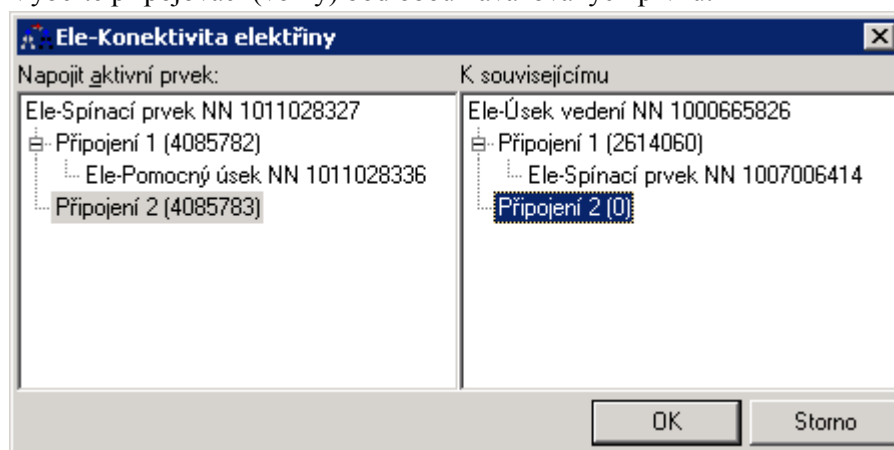 Ele-Konektivita elektřiny
Napojit aktivní prvek:
K souvisejícímu
Ele-Spínací prvek NN 1011028327
Připojení 1 (4085782)
Ele-Pomocný úsek NN 1011028336
Připojení 2 (4085783)
Ele-Úsek vedení NN 1000665826
Připojení 1 (2614060)
Ele-Spínací prvek NN 1007006414
Připojení 2 (0)
OK
Storno